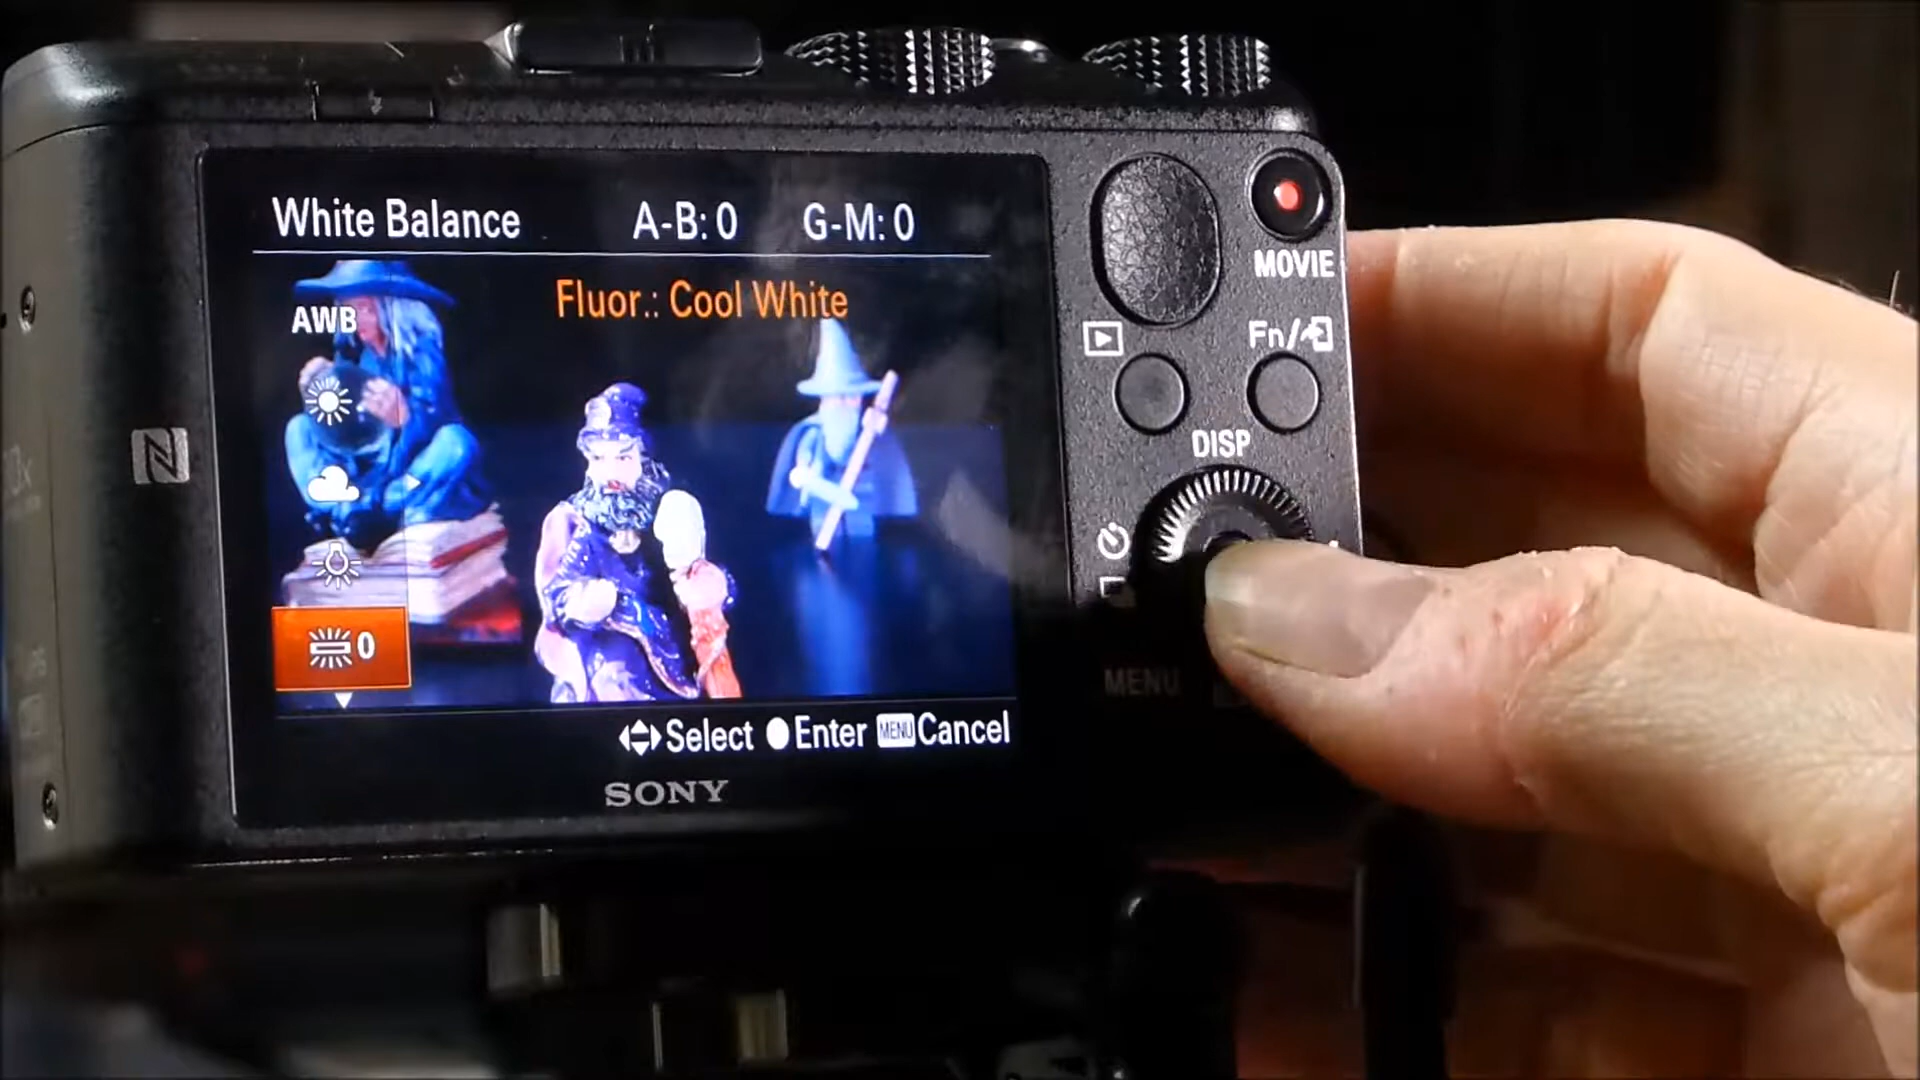 White Balance A-B: 0 G-M: 0
Fluor.: Cool White
AWB
0
Select Enter MENU Cancel
SONY
MOVIE
Fn/
DISP
MENU